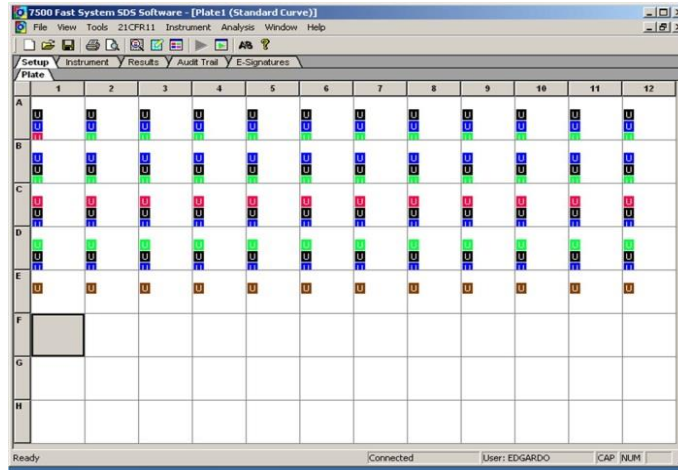 7500 Fast System SDS Software - [Plate1 (Standard Curve)]
File View Tools 21CFR11 Instrument Analysis Window Help
Setup Instrument Results Audit Trail E-Signatures
Plate
1 2 3 4 5 6 7 8 9 10 11 12
A
U U U U U U U U U U U U
U U U U U U U U U U U U
U U U U U U U U U U U U
B
U U U U U U U U U U U U
U U U U U U U U U U U U
U U U U U U U U U U U U
C
U U U U U U U U U U U U
U U U U U U U U U U U U
U U U U U U U U U U U U
D
U U U U U U U U U U U U
U U U U U U U U U U U U
U U U U U U U U U U U U
E
U U U U U U U U U U U U
F
G
H
Ready Connected User: EDGARDO CAP NUM